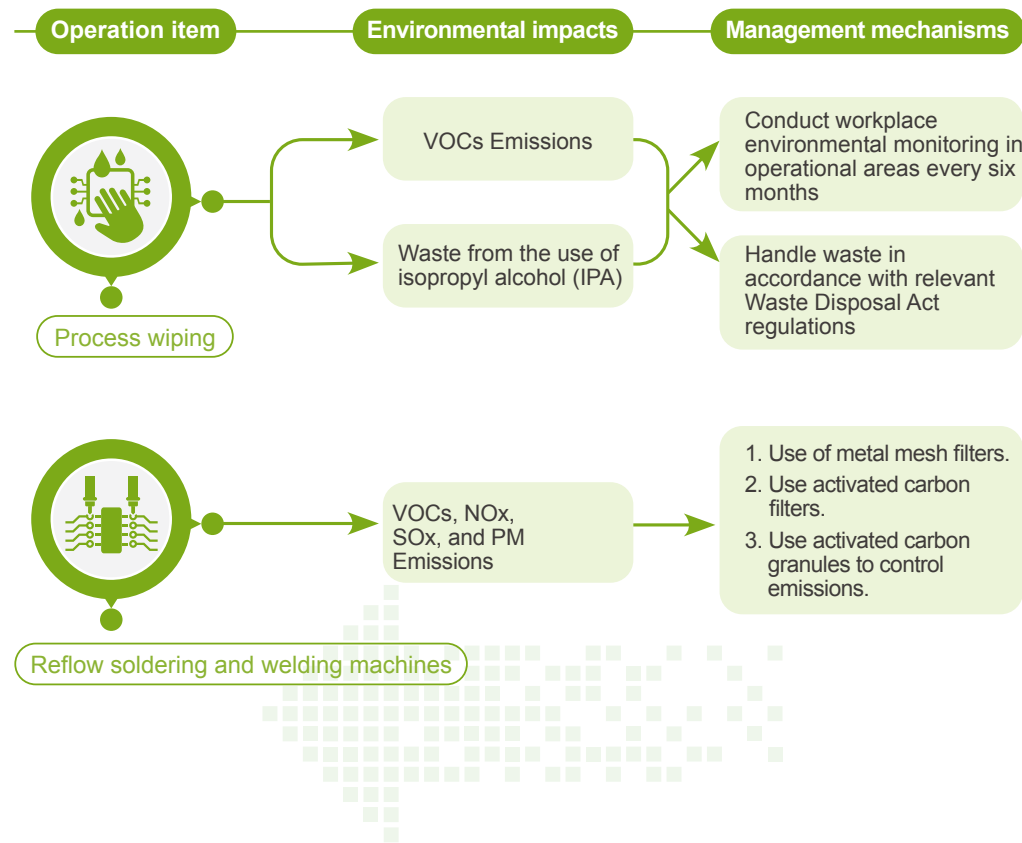 Operation item
Environmental impacts
Management mechanisms
VOCs Emissions
Waste from the use of
isopropyl alcohol (IPA)
Conduct workplace
environmental monitoring in
operational areas every six
months
Handle waste in
accordance with relevant
Waste Disposal Act
regulations
Process wiping
VOCs, NOx,
SOx, and PM
Emissions
1. Use of metal mesh filters.
2. Use activated carbon
filters.
3. Use activated carbon
granules to control
emissions.
Reflow soldering and welding machines